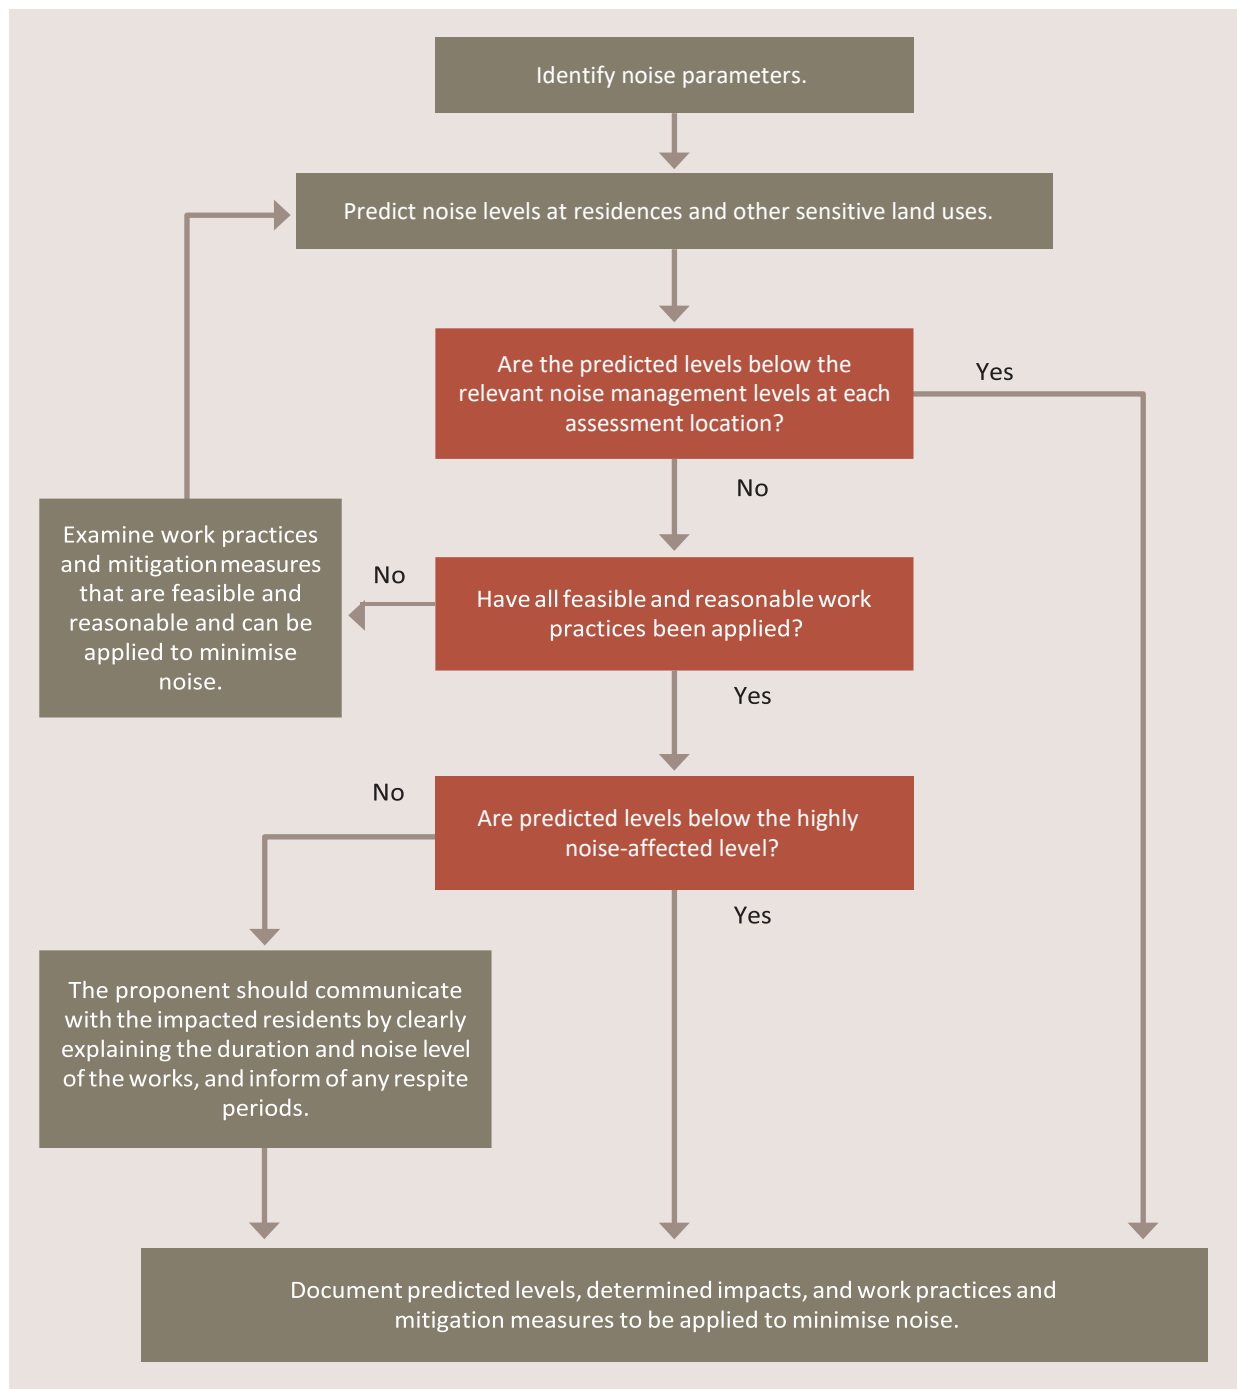 Identify noise parameters.
Predict noise levels at residences and other sensitive land uses.
Are the predicted levels below the
relevant noise management levels at each
assessment location?
Yes
No
Examine work practices
and mitigation measures
that are feasible and
reasonable and can be
applied to minimise
noise.
No
Have all feasible and reasonable work
practices been applied?
Yes
No
Are predicted levels below the highly
noise-affected level?
Yes
The proponent should communicate
with the impacted residents by clearly
explaining the duration and noise level
of the works, and inform of any respite
periods.
Document predicted levels, determined impacts, and work practices and
mitigation measures to be applied to minimise noise.